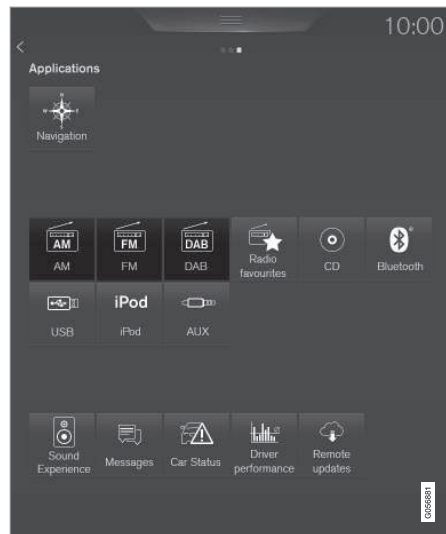 10:00
Applications
Navigation
AM
FM
DAB
AM
FM
DAB
Radio
favourites
CD
Bluetooth
iPod
USB
iPod
AUX
Sound
Experience
Messages
Car Status
Driver
performance
Remote
updates
G056881